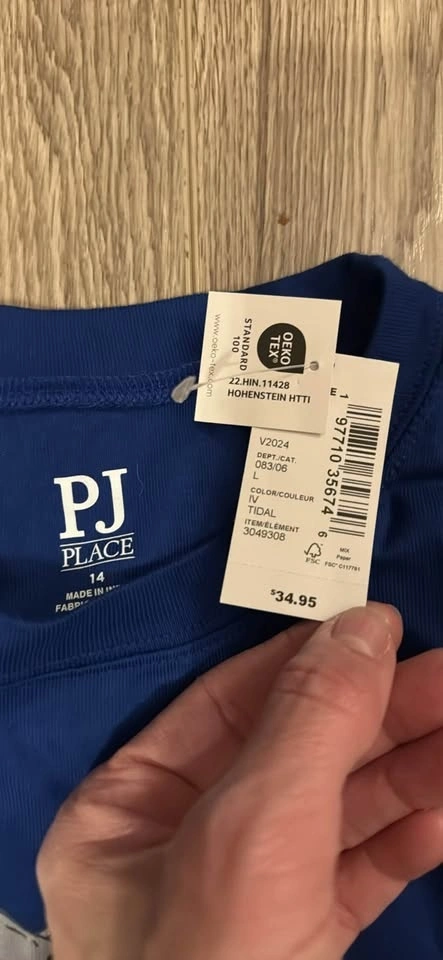 www.oeko-tex.com
STANDARD
100
OEKO
TEX®
22.HIN.11428
HOHENSTEIN HTTI
E
V2024
DEPT./CAT.
083/06
L
COLOR/COULEUR
IV
TIDAL
ITEM/ELÉMENT
3049308
1 97710 35674 6
FSC
MIX
Paper
FSC® C117761
$34.95
PJ
PLACE
14
MADE IN
FABRIC